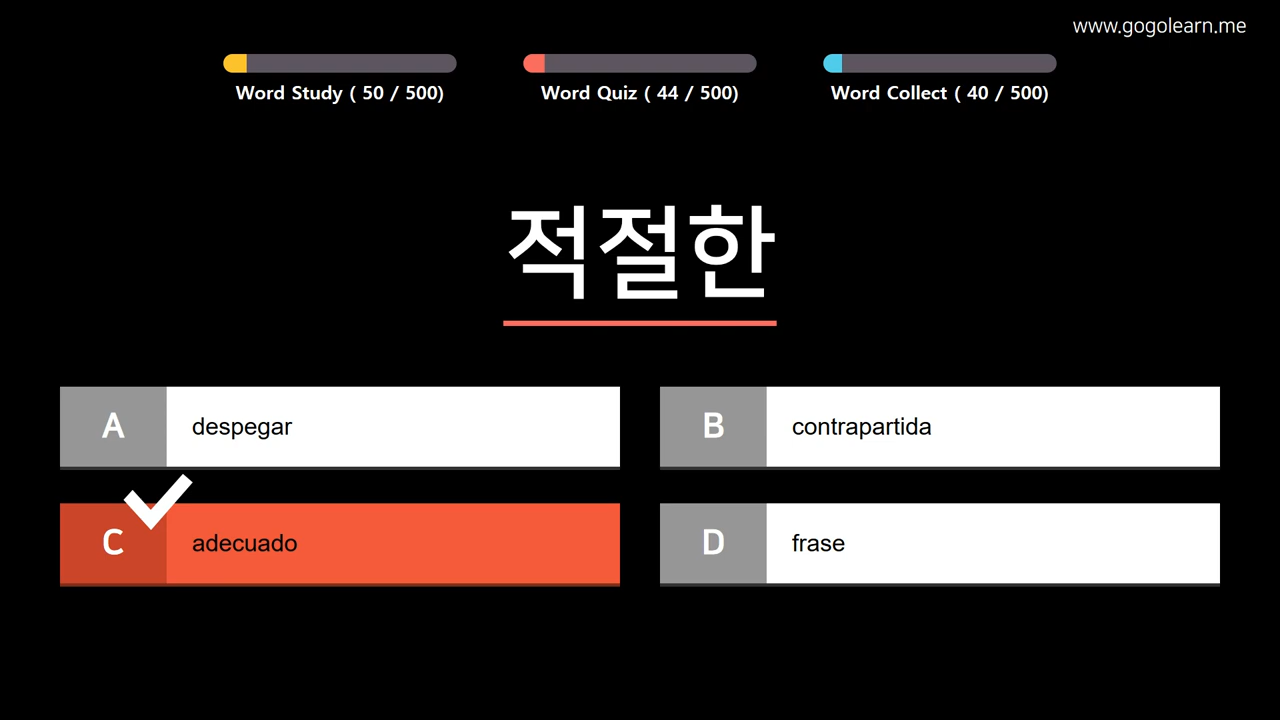 www.gogolearn.me
Word Study ( 50 / 500)
Word Quiz ( 44 / 500)
Word Collect ( 40 / 500)
적절한
A despegar
B contrapartida
C adecuado
D frase